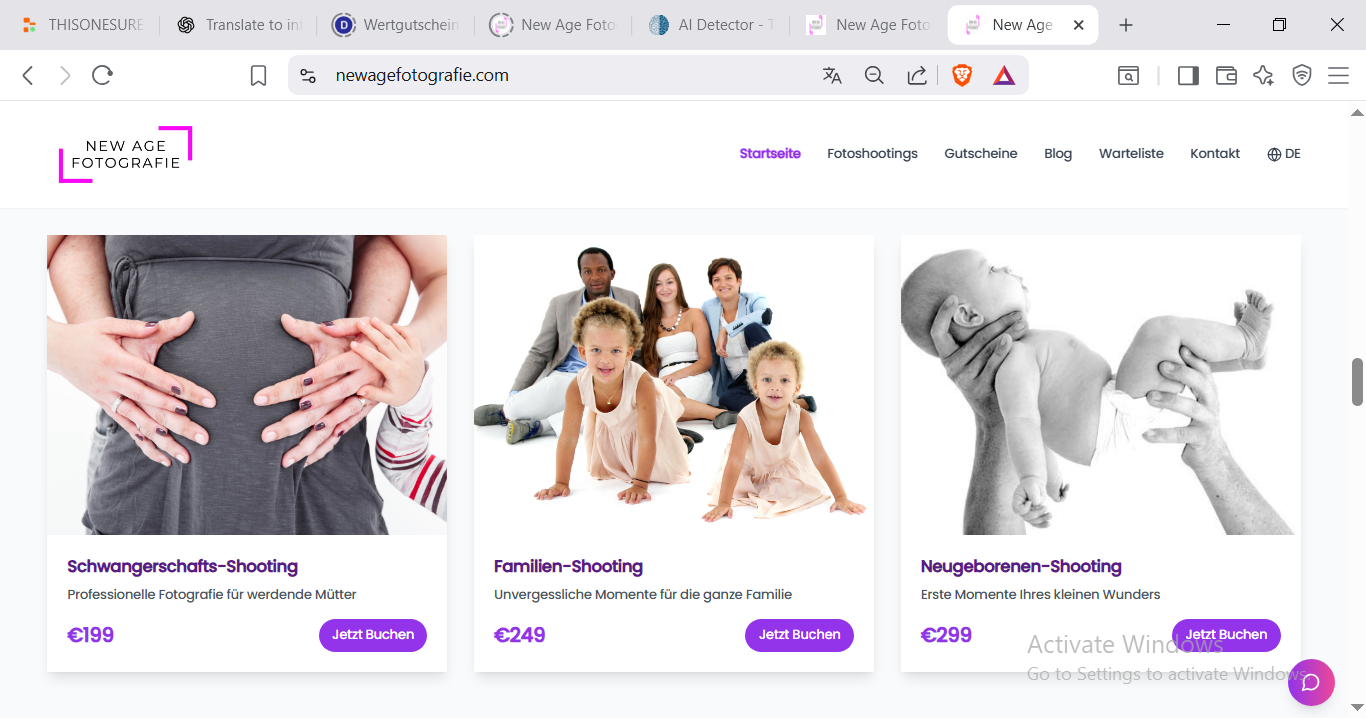 THISONESURE
Translate to in
Wertgutschein
New Age Foto
AI Detector - T
New Age Foto
New Age
newagefotografie.com
NEW AGE
FOTOGRAFIE
Startseite
Fotoshootings
Gutscheine
Blog
Warteliste
Kontakt
DE
Schwangerschafts-Shooting
Professionelle Fotografie für werdende Mütter
€199
Jetzt Buchen
Familien-Shooting
Unvergessliche Momente für die ganze Familie
€249
Jetzt Buchen
Neugeborenen-Shooting
Erste Momente Ihres kleinen Wunders
€299
Jetzt Buchen
Activate Windows
Go to Settings to activate Windows.